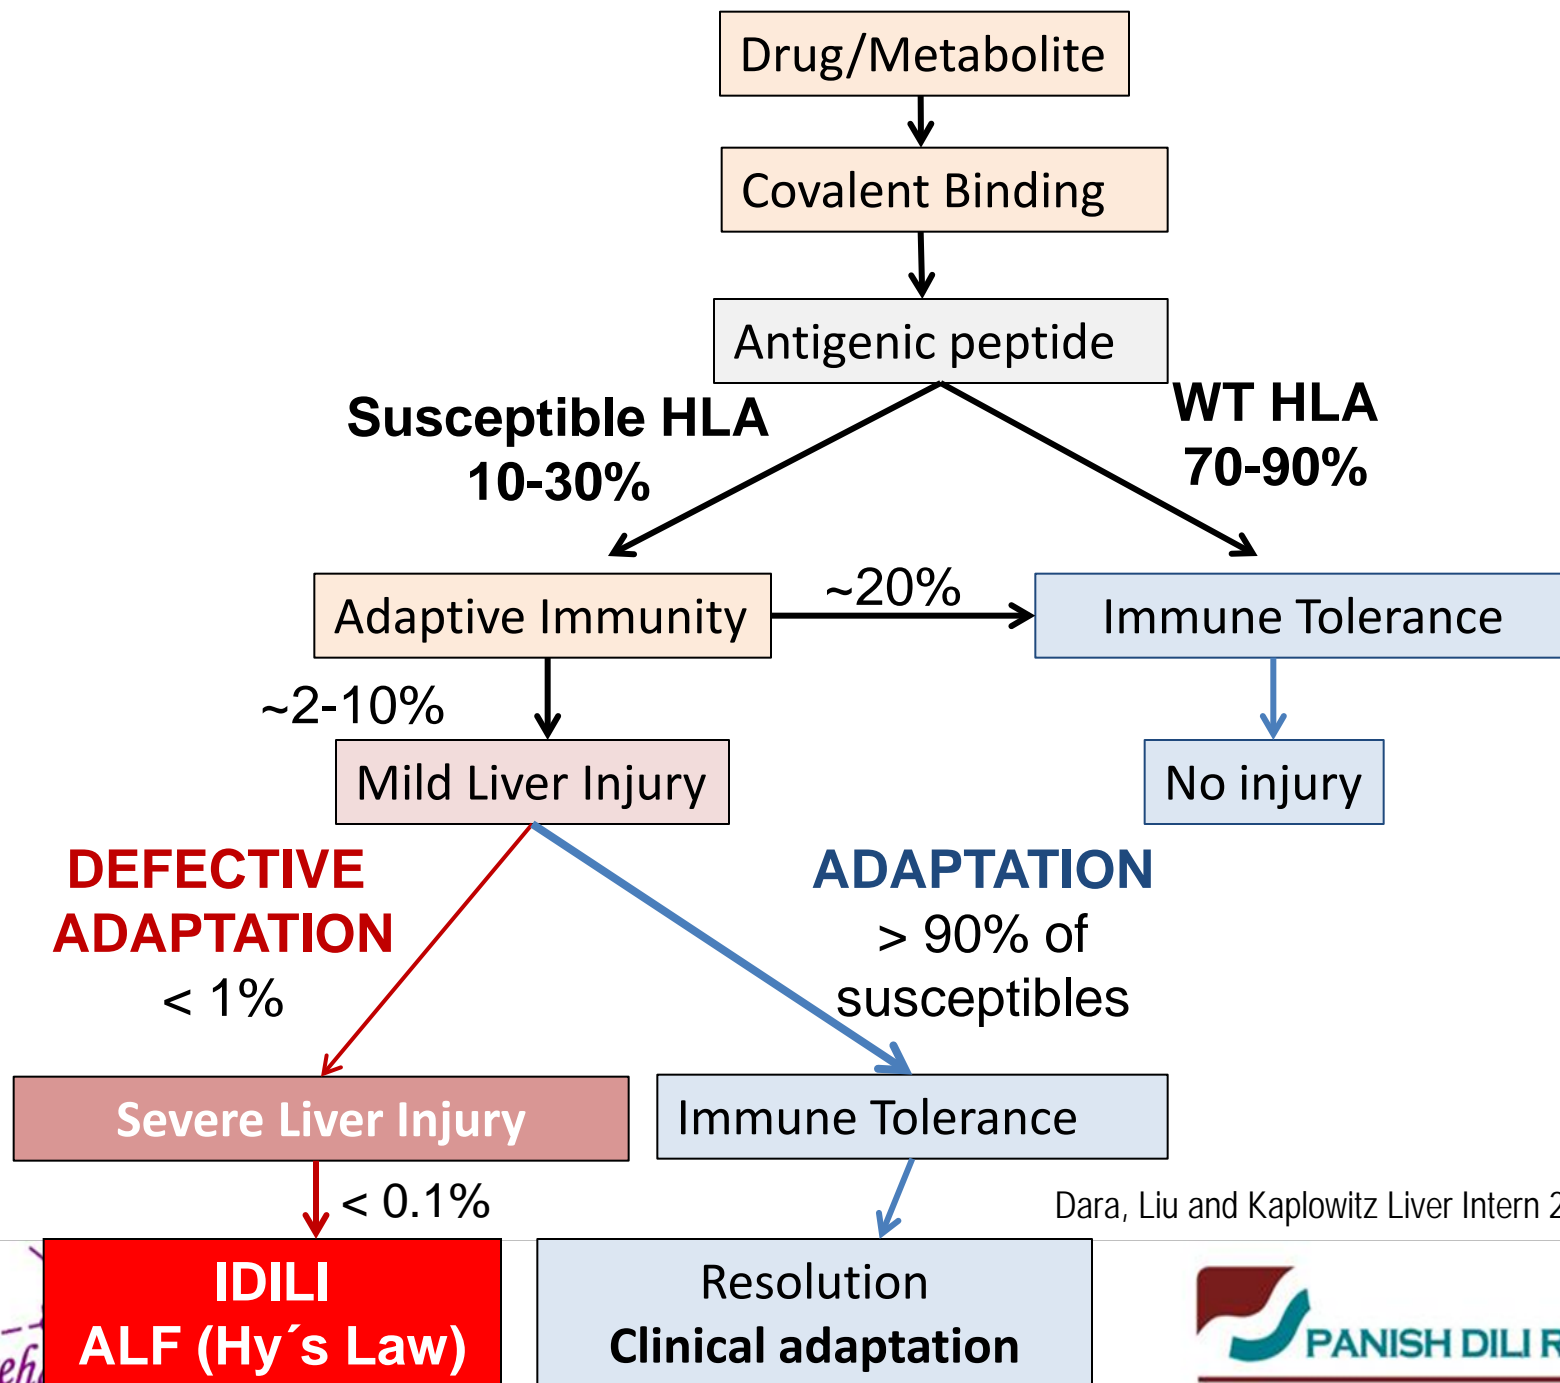 Drug/Metabolite
Covalent Binding
Antigenic peptide
Susceptible HLA
10-30%
WT HLA
70-90%
Adaptive Immunity
~20%
Immune Tolerance
~2-10%
Mild Liver Injury
No injury
DEFECTIVE
ADAPTATION
< 1%
ADAPTATION
> 90% of
susceptibles
Severe Liver Injury
Immune Tolerance
< 0.1%
Dara, Liu and Kaplowitz Liver Intern 2
IDILI
ALF (Hy´s Law)
Resolution
Clinical adaptation
SPANISH DILI R